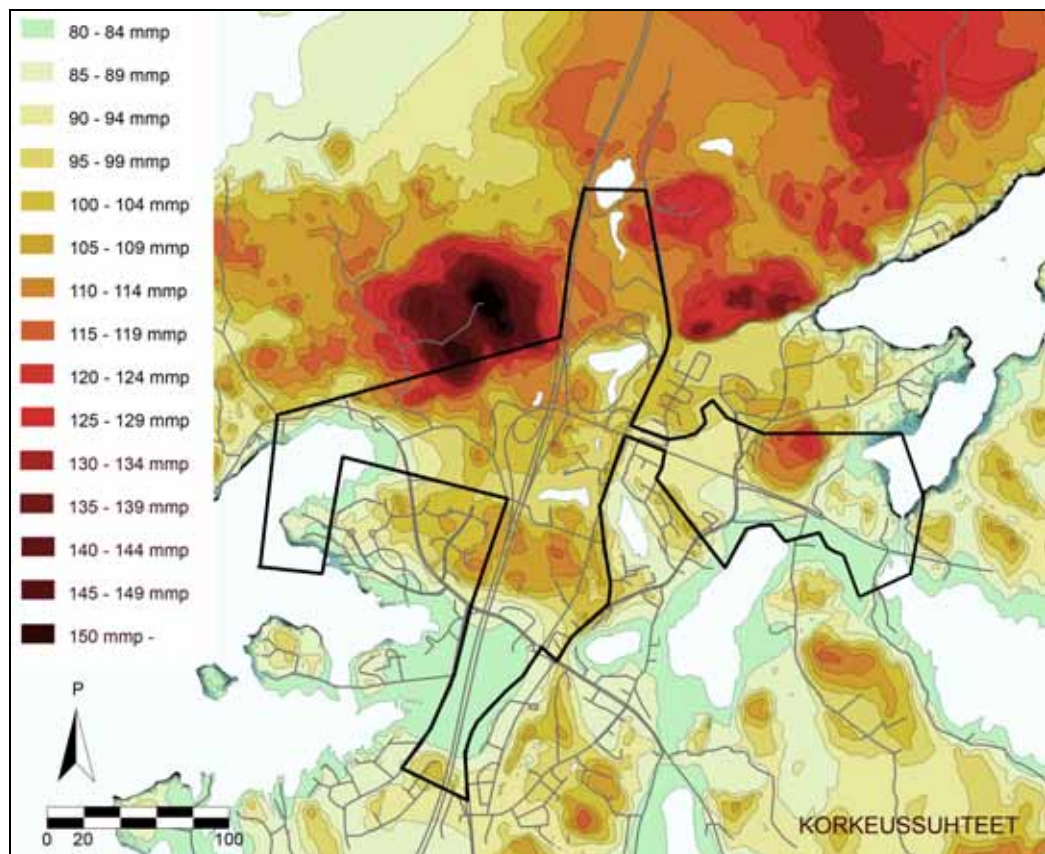 80 - 84 mmp
85 - 89 mmp
90 - 94 mmp
95 - 99 mmp
100 - 104 mmp
105 - 109 mmp
110 - 114 mmp
115 - 119 mmp
120 - 124 mmp
125 - 129 mmp
130 - 134 mmp
135 - 139 mmp
140 - 144 mmp
145 - 149 mmp
150 mmp -
P
0 20 100
KORKEUSSUHTEET